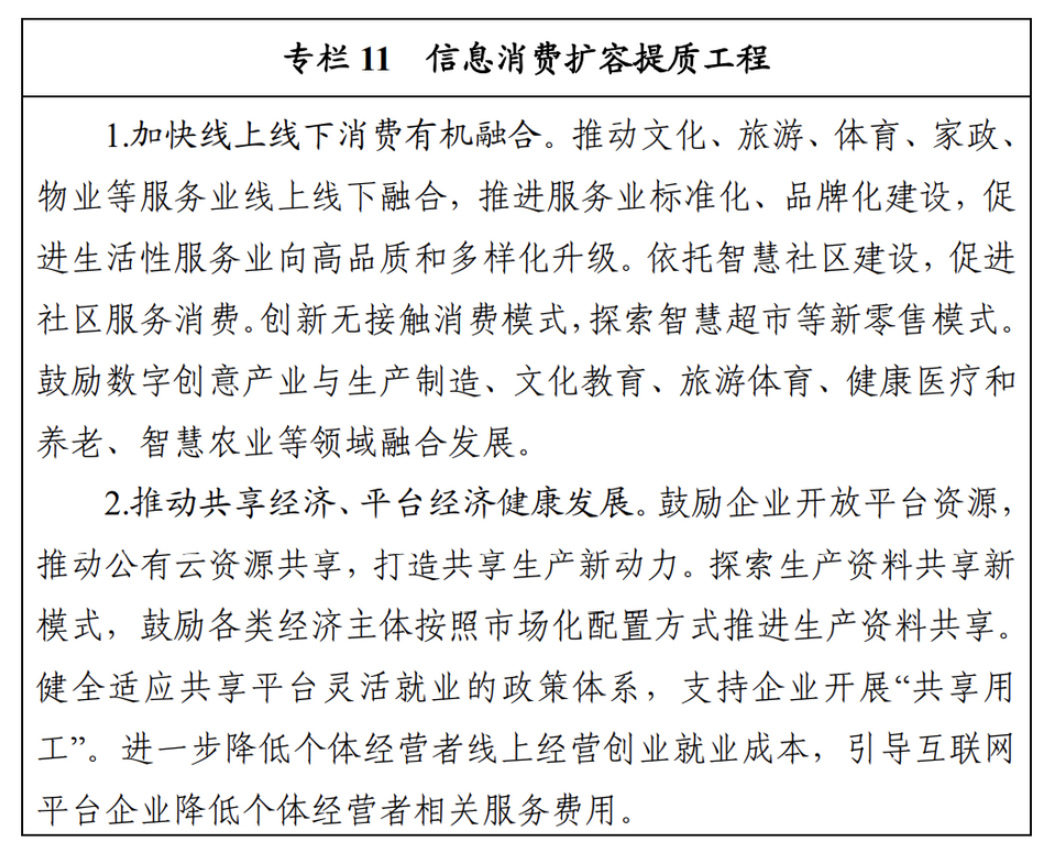 专栏 11　信息消费扩容提质工程
1.加快线上线下消费有机融合。推动文化、旅游、体育、家政、
物业等服务业线上线下融合，推进服务业标准化、品牌化建设，促
进生活性服务业向高品质和多样化升级。依托智慧社区建设，促进
社区服务消费。创新无接触消费模式，探索智慧超市等新零售模式。
鼓励数字创意产业与生产制造、文化教育、旅游体育、健康医疗和
养老、智慧农业等领域融合发展。
2.推动共享经济、平台经济健康发展。鼓励企业开放平台资源，
推动公有云资源共享，打造共享生产新动力。探索生产资料共享新
模式，鼓励各类经济主体按照市场化配置方式推进生产资料共享。
健全适应共享平台灵活就业的政策体系，支持企业开展“共享用
工”。进一步降低个体经营者线上经营创业就业成本，引导互联网
平台企业降低个体经营者相关服务费用。